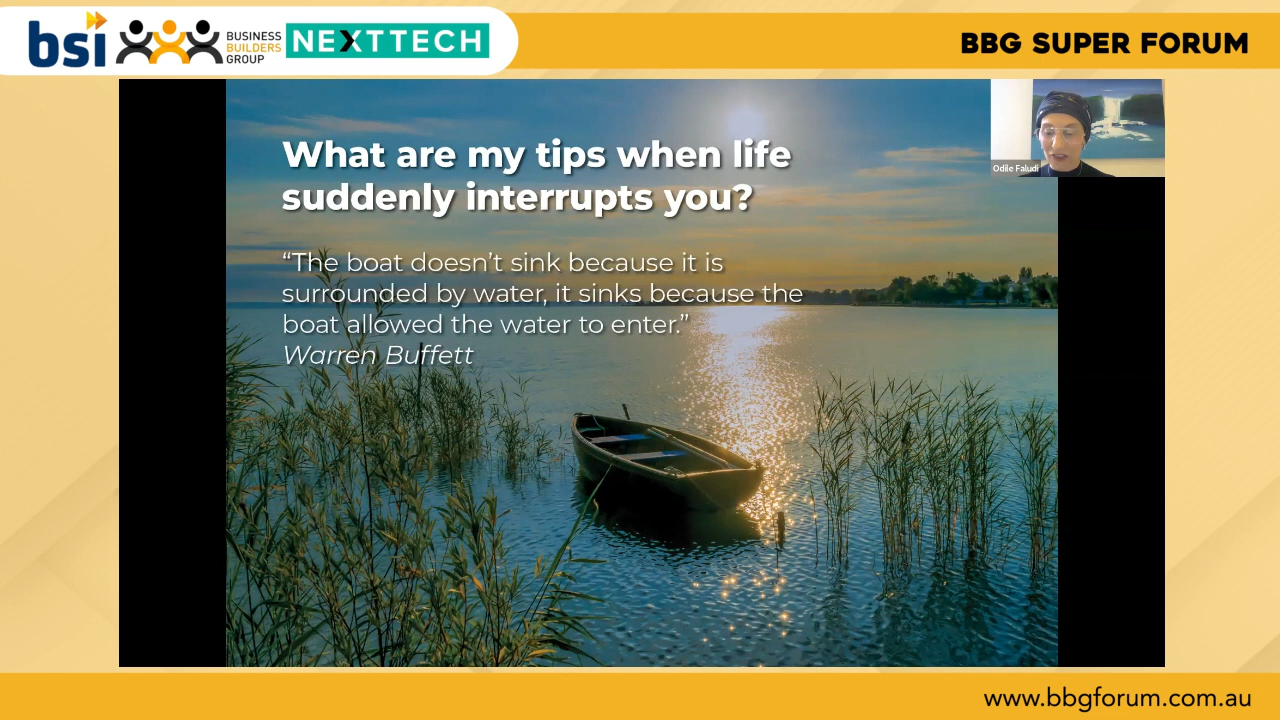 bsi
BUSINESS
BUILDERS
GROUP
NEXTTECH
BBG SUPER FORUM
What are my tips when life
suddenly interrupts you?
“The boat doesn’t sink because it is
surrounded by water, it sinks because the
boat allowed the water to enter.”
Warren Buffett
Odile Faludi
www.bbgforum.com.au